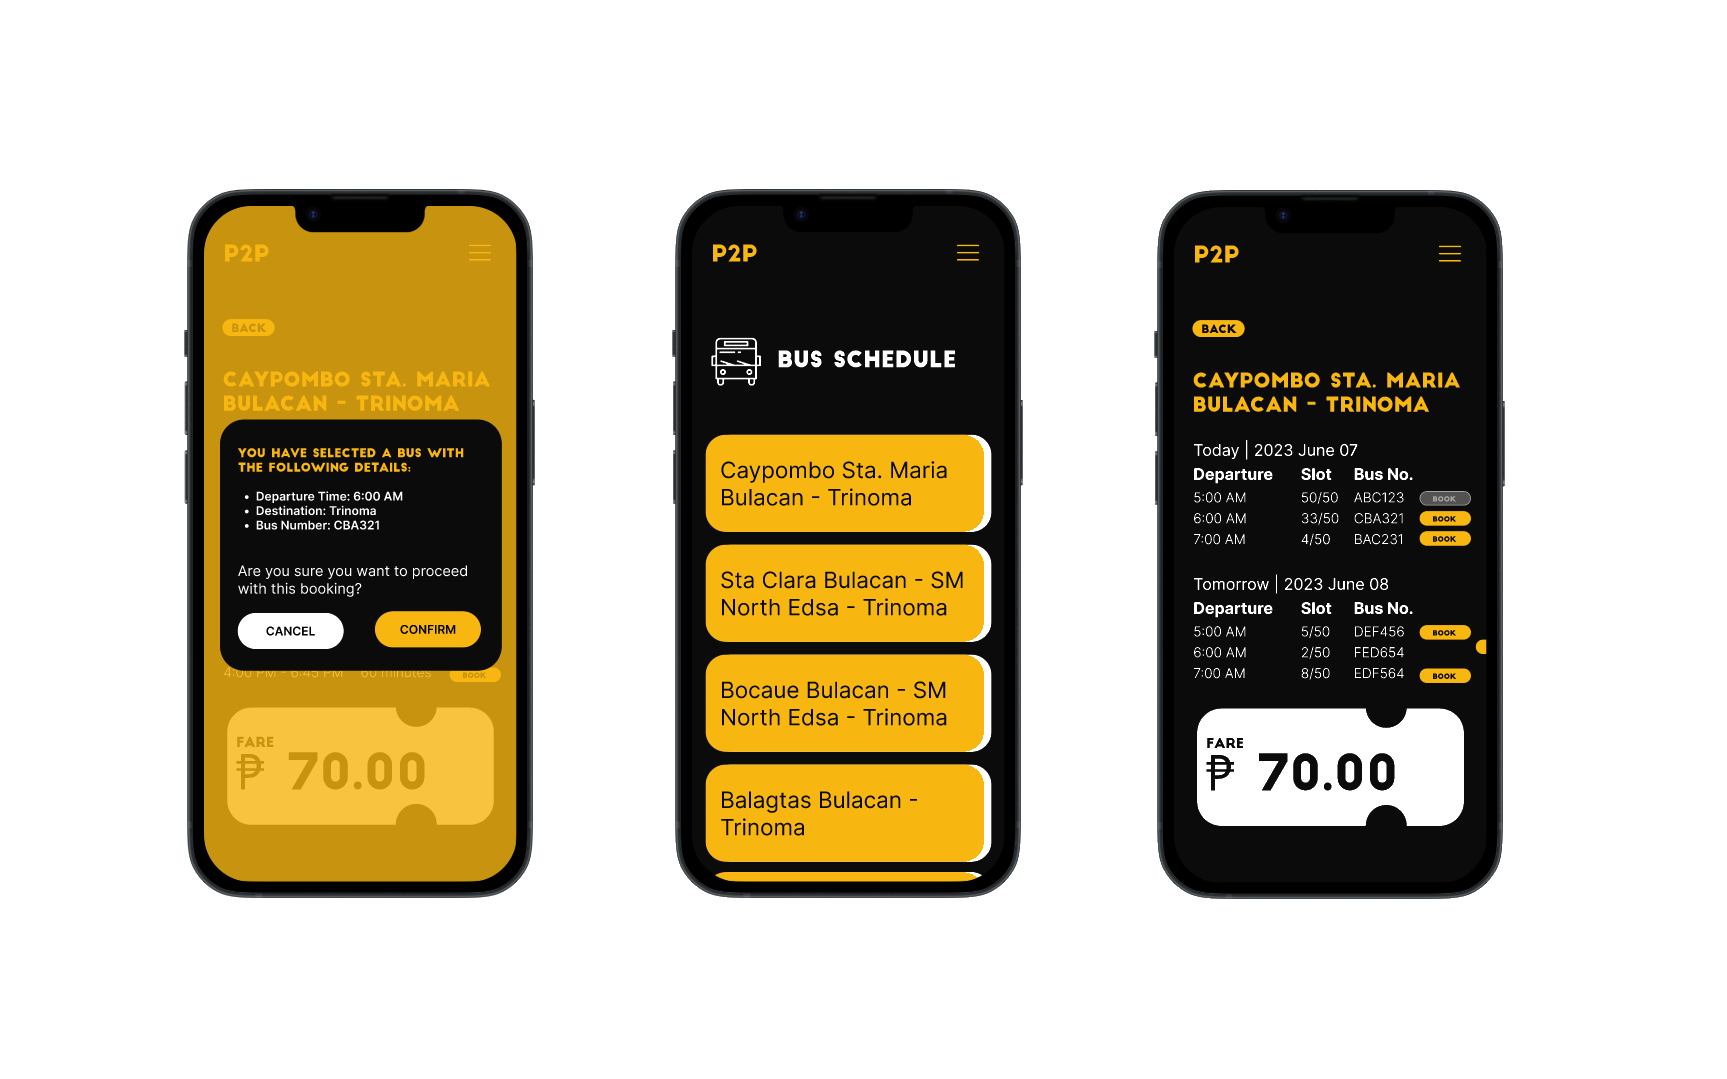 P2P
BACK
CAYPOMBO STA. MARIA
BULACAN - TRINOMA
YOU HAVE SELECTED A BUS WITH
THE FOLLOWING DETAILS:
• Departure Time: 6:00 AM
• Destination: Trinoma
• Bus Number: CBA321
Are you sure you want to proceed
with this booking?
CANCEL CONFIRM
4:00 PM - 6:45 PM 60 minutes BOOK
FARE
₱ 70.00
P2P
BUS SCHEDULE
Caypombo Sta. Maria
Bulacan - Trinoma
Sta Clara Bulacan - SM
North Edsa - Trinoma
Bocaue Bulacan - SM
North Edsa - Trinoma
Balagtas Bulacan -
Trinoma
P2P
BACK
CAYPOMBO STA. MARIA
BULACAN - TRINOMA
Today | 2023 June 07
Departure Slot Bus No.
5:00 AM 50/50 ABC123 BOOK
6:00 AM 33/50 CBA321 BOOK
7:00 AM 4/50 BAC231 BOOK
Tomorrow | 2023 June 08
Departure Slot Bus No.
5:00 AM 5/50 DEF456 BOOK
6:00 AM 2/50 FED654
7:00 AM 8/50 EDF564 BOOK
FARE
₱ 70.00